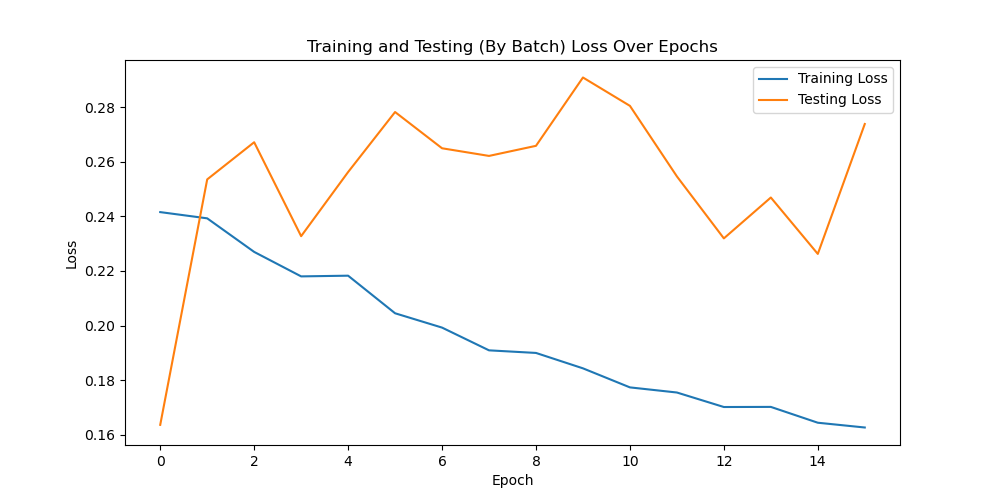 Training and Testing (By Batch) Loss Over Epochs
Training Loss
Testing Loss
0.28
0.26
0.24
0.22
0.20
0.18
0.16
Loss
0 2 4 6 8 10 12 14
Epoch